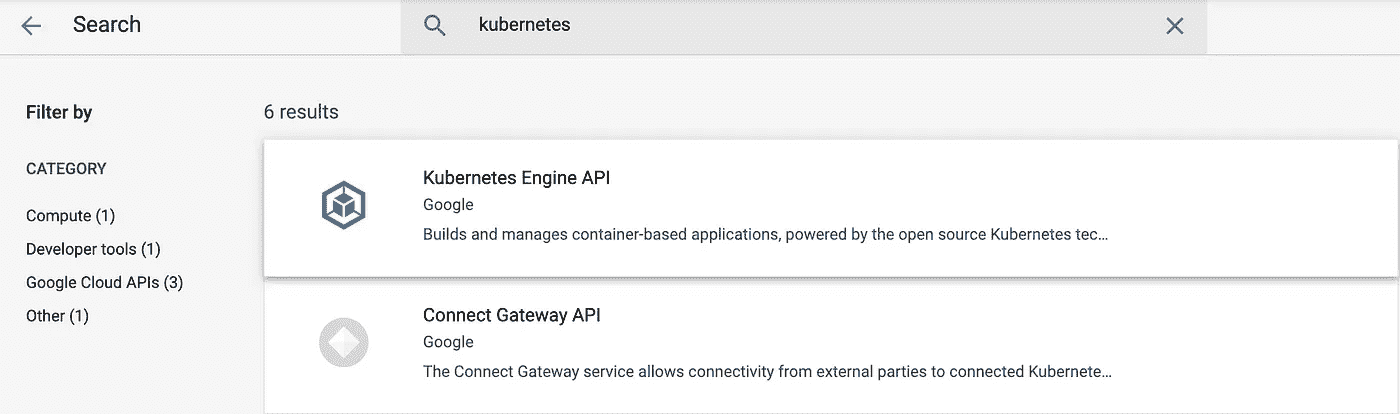 Search
kubernetes
Filter by
CATEGORY
Compute (1)
Developer tools (1)
Google Cloud APIs (3)
Other (1)
6 results
Kubernetes Engine API
Google
Builds and manages container-based applications, powered by the open source Kubernetes tec...
Connect Gateway API
Google
The Connect Gateway service allows connectivity from external parties to connected Kubernete...